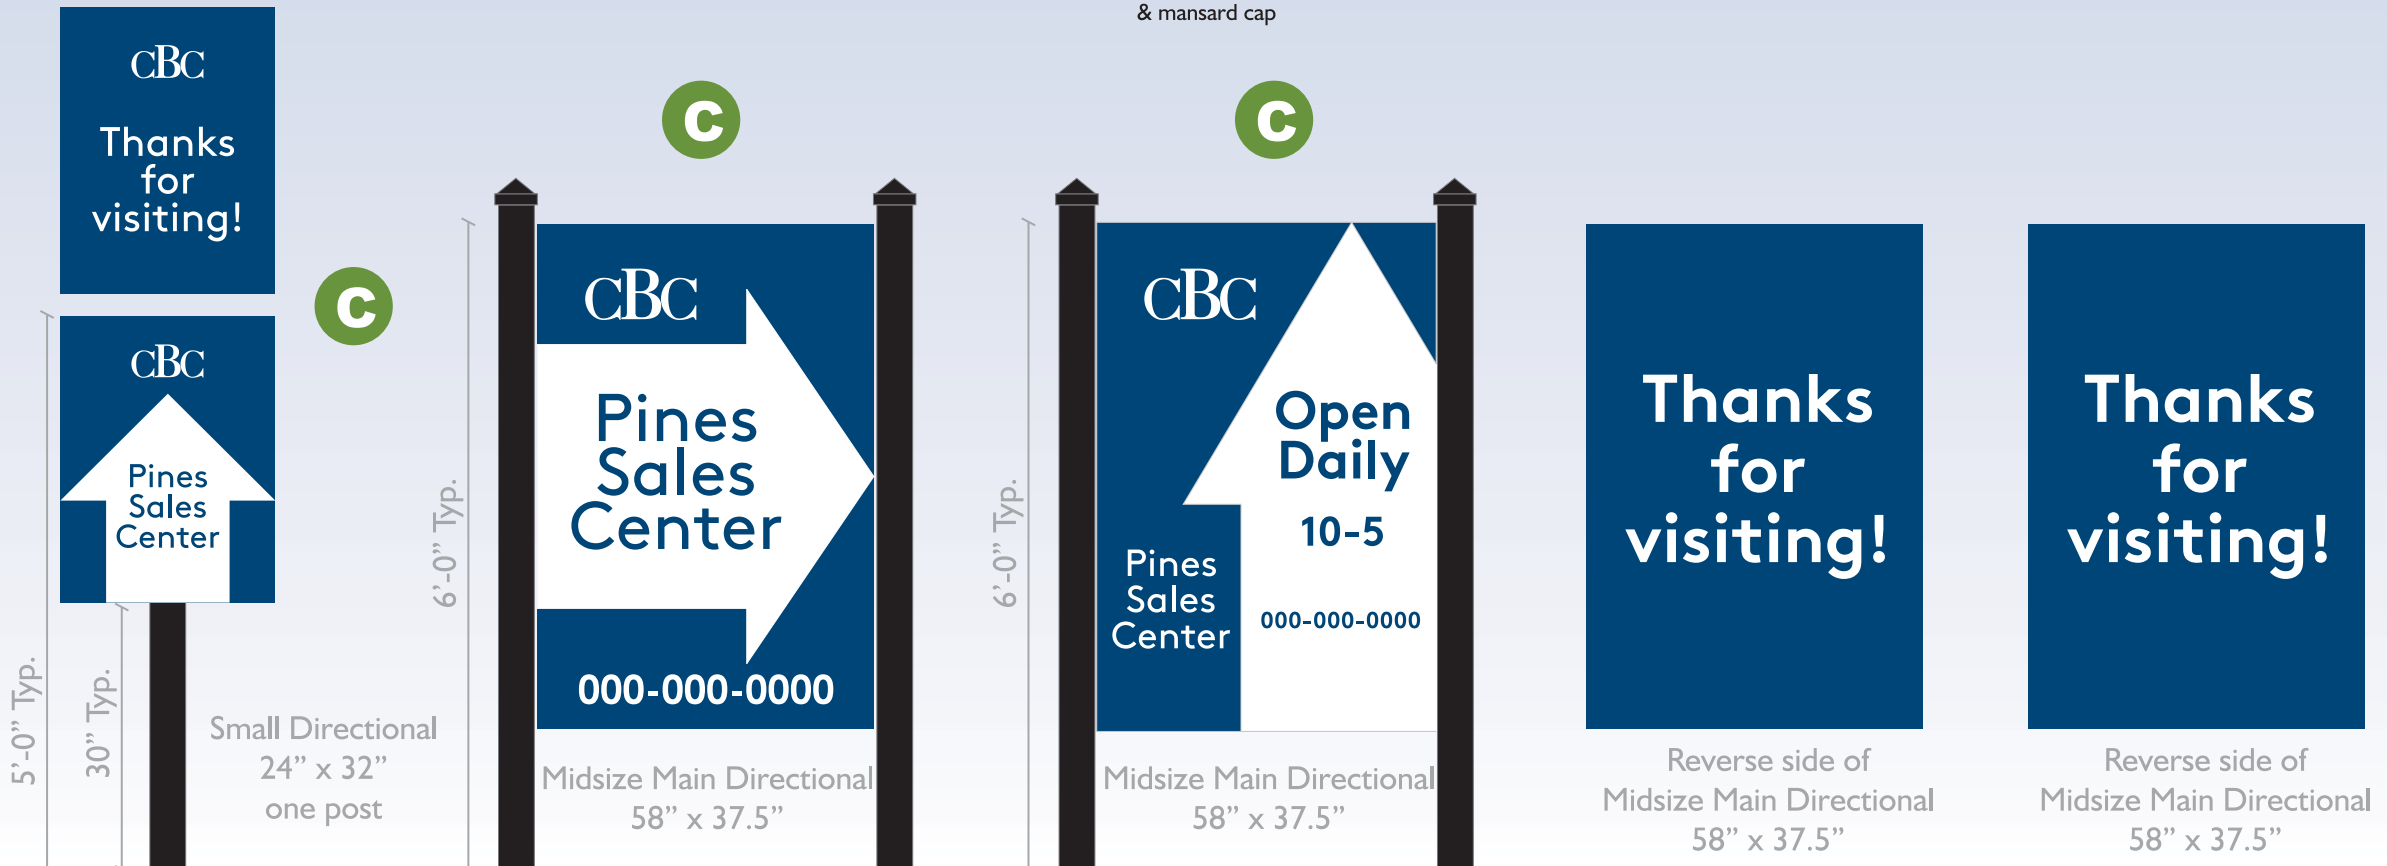 & mansard cap
CBC
Thanks
for
visiting!
C
CBC
Pines
Sales
Center
5’-0” Typ.
30” Typ.
Small Directional
24” x 32”
one post
C
6’-0” Typ.
CBC
Pines
Sales
Center
000-000-0000
Midsize Main Directional
58” x 37.5”
C
6’-0” Typ.
CBC
Open
Daily
10-5
000-000-0000
Pines
Sales
Center
Midsize Main Directional
58” x 37.5”
Thanks
for
visiting!
Reverse side of
Midsize Main Directional
58” x 37.5”
Thanks
for
visiting!
Reverse side of
Midsize Main Directional
58” x 37.5”